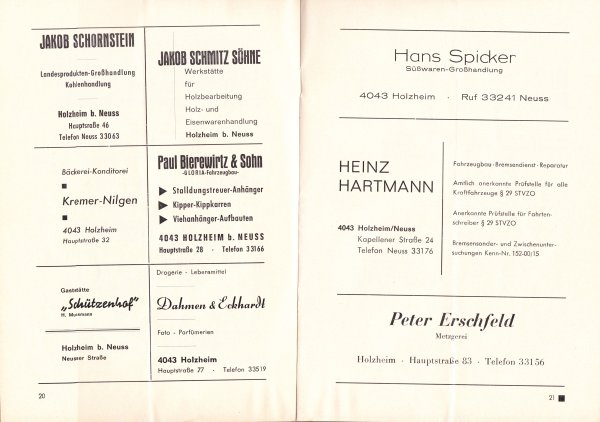 JAKOB SCHORNSTEIN
Landesprodukten-Großhandlung
Kohlenhandlung
Holzheim b. Neuss
Hauptstraße 46
Telefon Neuss 33063
JAKOB SCHMITZ SÖHNE
Werkstätte
für
Holzbearbeitung
Holz- und
Eisenwarenhandlung
Holzheim b. Neuss
Bäckerei-Konditorei
Kremer-Nilgen
4043 Holzheim
Hauptstraße 32
Paul Bierewirtz & Sohn
-GLORIA-Fahrzeugbau-
Stalldungstreuer-Anhänger
Kipper-Kippkarren
Viehanhänger-Aufbauten
4043 HOLZHEIM b. NEUSS
Hauptstraße 28 · Telefon 33166
Gaststätte
„Schützenhof"
H. Muismann
Holzheim b. Neuss
Neusser Straße
Drogerie - Lebensmittel
Dahmen & Eckhardt
Foto - Parfümerien
4043 Holzheim
Hauptstraße 77 · Telefon 33519
20
Hans Spicker
Süßwaren-Großhandlung
4043 Holzheim · Ruf 33241 Neuss
HEINZ
HARTMANN
4043 Holzheim/Neuss
Kapellener Straße 24
Telefon Neuss 33176
Fahrzeugbau-Bremsendienst-Reparatur
Amtlich anerkannte Prüfstelle für alle
Kraftfahrzeuge § 29 STVZO
Anerkannte Prüfstelle für Fahrten-
schreiber § 29 STVZO
Bremsensonder- und Zwischenunter-
suchungen Kenn-Nr. 152-00/15
Peter Erschfeld
Metzgerei
Holzheim · Hauptstraße 83 · Telefon 33156
21